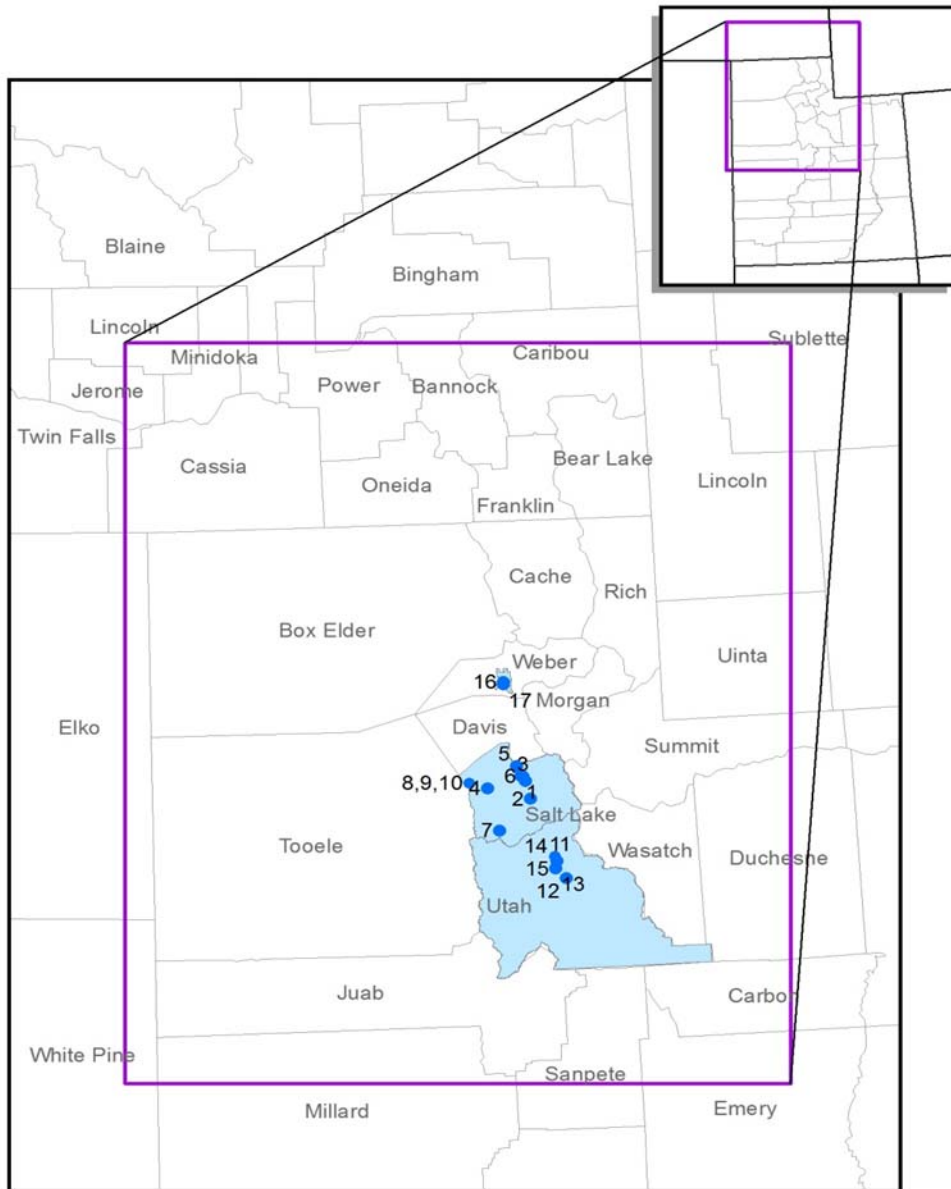 Blaine
Bingham
Lincoln
Sublette
Minidoka
Caribou
Power
Bannock
Jerome
Twin Falls
Bear Lake
Cassia
Lincoln
Oneida
Franklin
Cache
Rich
Box Elder
Uinta
Weber
16
17
Morgan
Elko
Davis
Summit
5
3
6
8,9,10
4
2
1
Salt Lake
7
Tooele
14
11
Wasatch
Duchesne
15
12
13
Utah
Juab
Carbon
White Pine
Sanpete
Millard
Emery